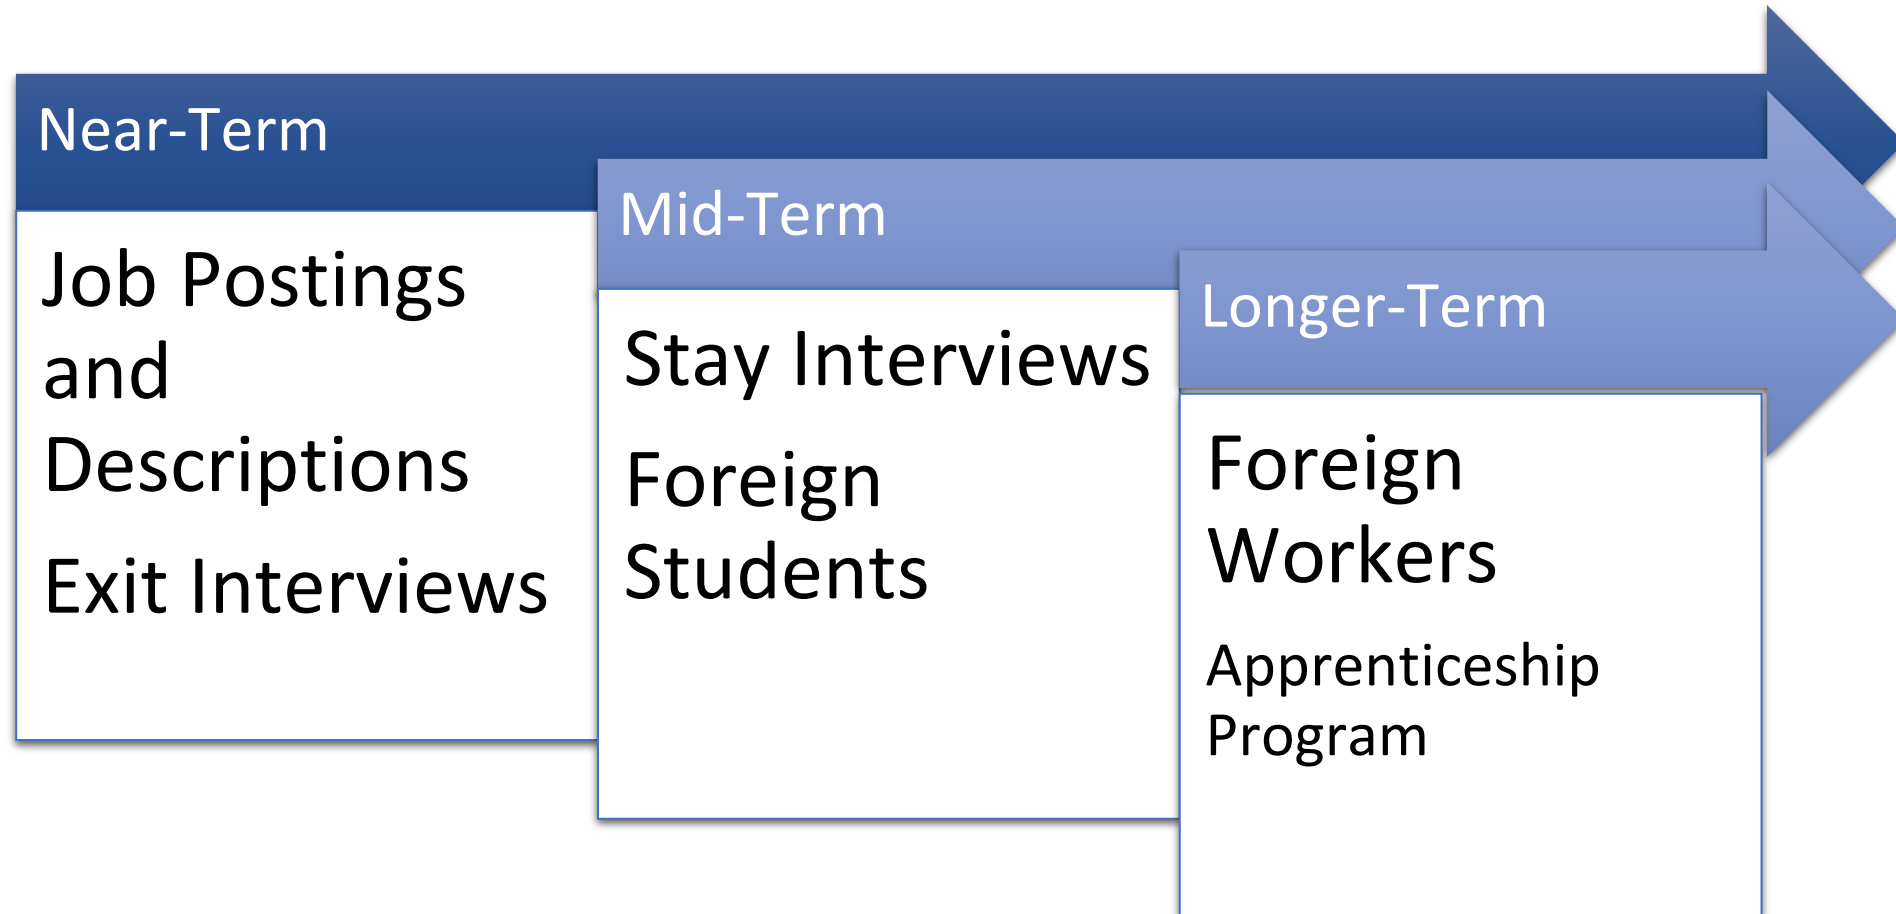 Near-Term
Job Postings
and
Descriptions
Exit Interviews
Mid-Term
Stay Interviews
Foreign
Students
Longer-Term
Foreign
Workers
Apprenticeship
Program